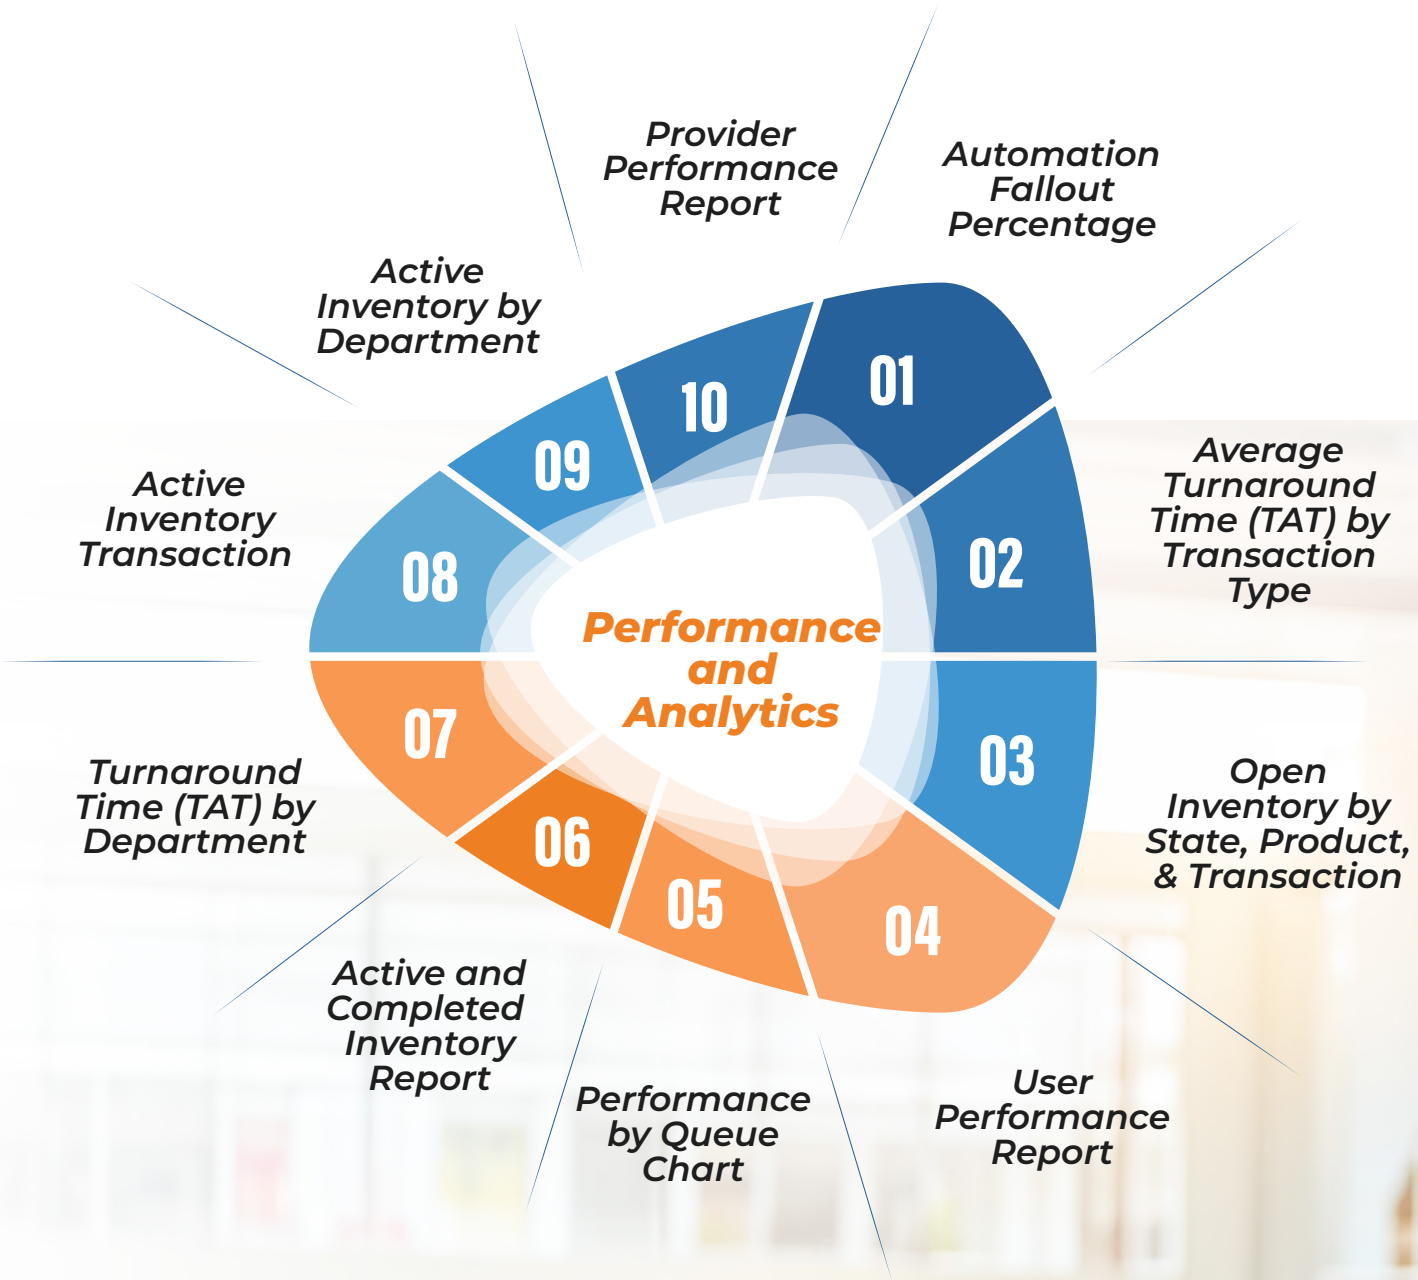 Provider
Performance
Report
Automation
Fallout
Percentage
Active
Inventory by
Department
01
10
09
Average
Turnaround
Time (TAT) by
Transaction
Type
Active
Inventory
Transaction
08
02
Performance
and
Analytics
07
03
Turnaround
Time (TAT) by
Department
Open
Inventory by
State, Product,
& Transaction
06
05
04
Active and
Completed
Inventory
Report
Performance
by Queue
Chart
User
Performance
Report